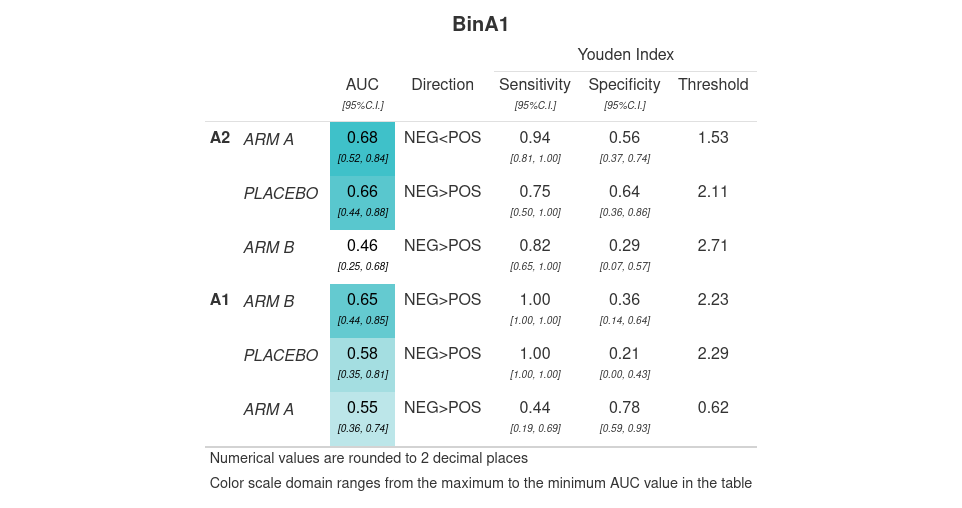 BinA1
Youden Index
AUC Direction Sensitivity Specificity Threshold
[95%C.I.] [95%C.I.] [95%C.I.]
A2 ARM A 0.68 NEG<POS 0.94 0.56 1.53
[0.52, 0.84] [0.81, 1.00] [0.37, 0.74]
PLACEBO 0.66 NEG>POS 0.75 0.64 2.11
[0.44, 0.88] [0.50, 1.00] [0.36, 0.86]
ARM B 0.46 NEG>POS 0.82 0.29 2.71
[0.25, 0.68] [0.65, 1.00] [0.07, 0.57]
A1 ARM B 0.65 NEG>POS 1.00 0.36 2.23
[0.44, 0.85] [1.00, 1.00] [0.14, 0.64]
PLACEBO 0.58 NEG>POS 1.00 0.21 2.29
[0.35, 0.81] [1.00, 1.00] [0.00, 0.43]
ARM A 0.55 NEG>POS 0.44 0.78 0.62
[0.36, 0.74] [0.19, 0.69] [0.59, 0.93]
Numerical values are rounded to 2 decimal places
Color scale domain ranges from the maximum to the minimum AUC value in the table